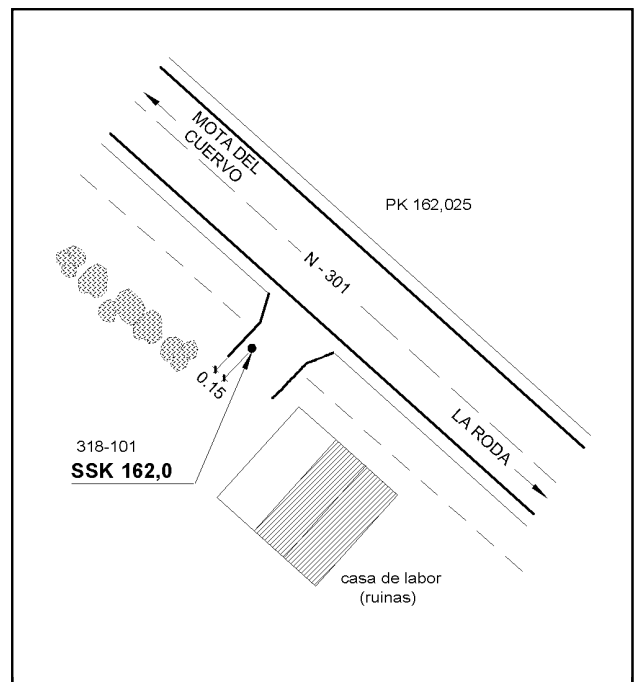 MOTA DEL
CUERVO
PK 162,025
N - 301
0.15
LA RODA
318-101
SSK 162,0
casa de labor
(ruinas)